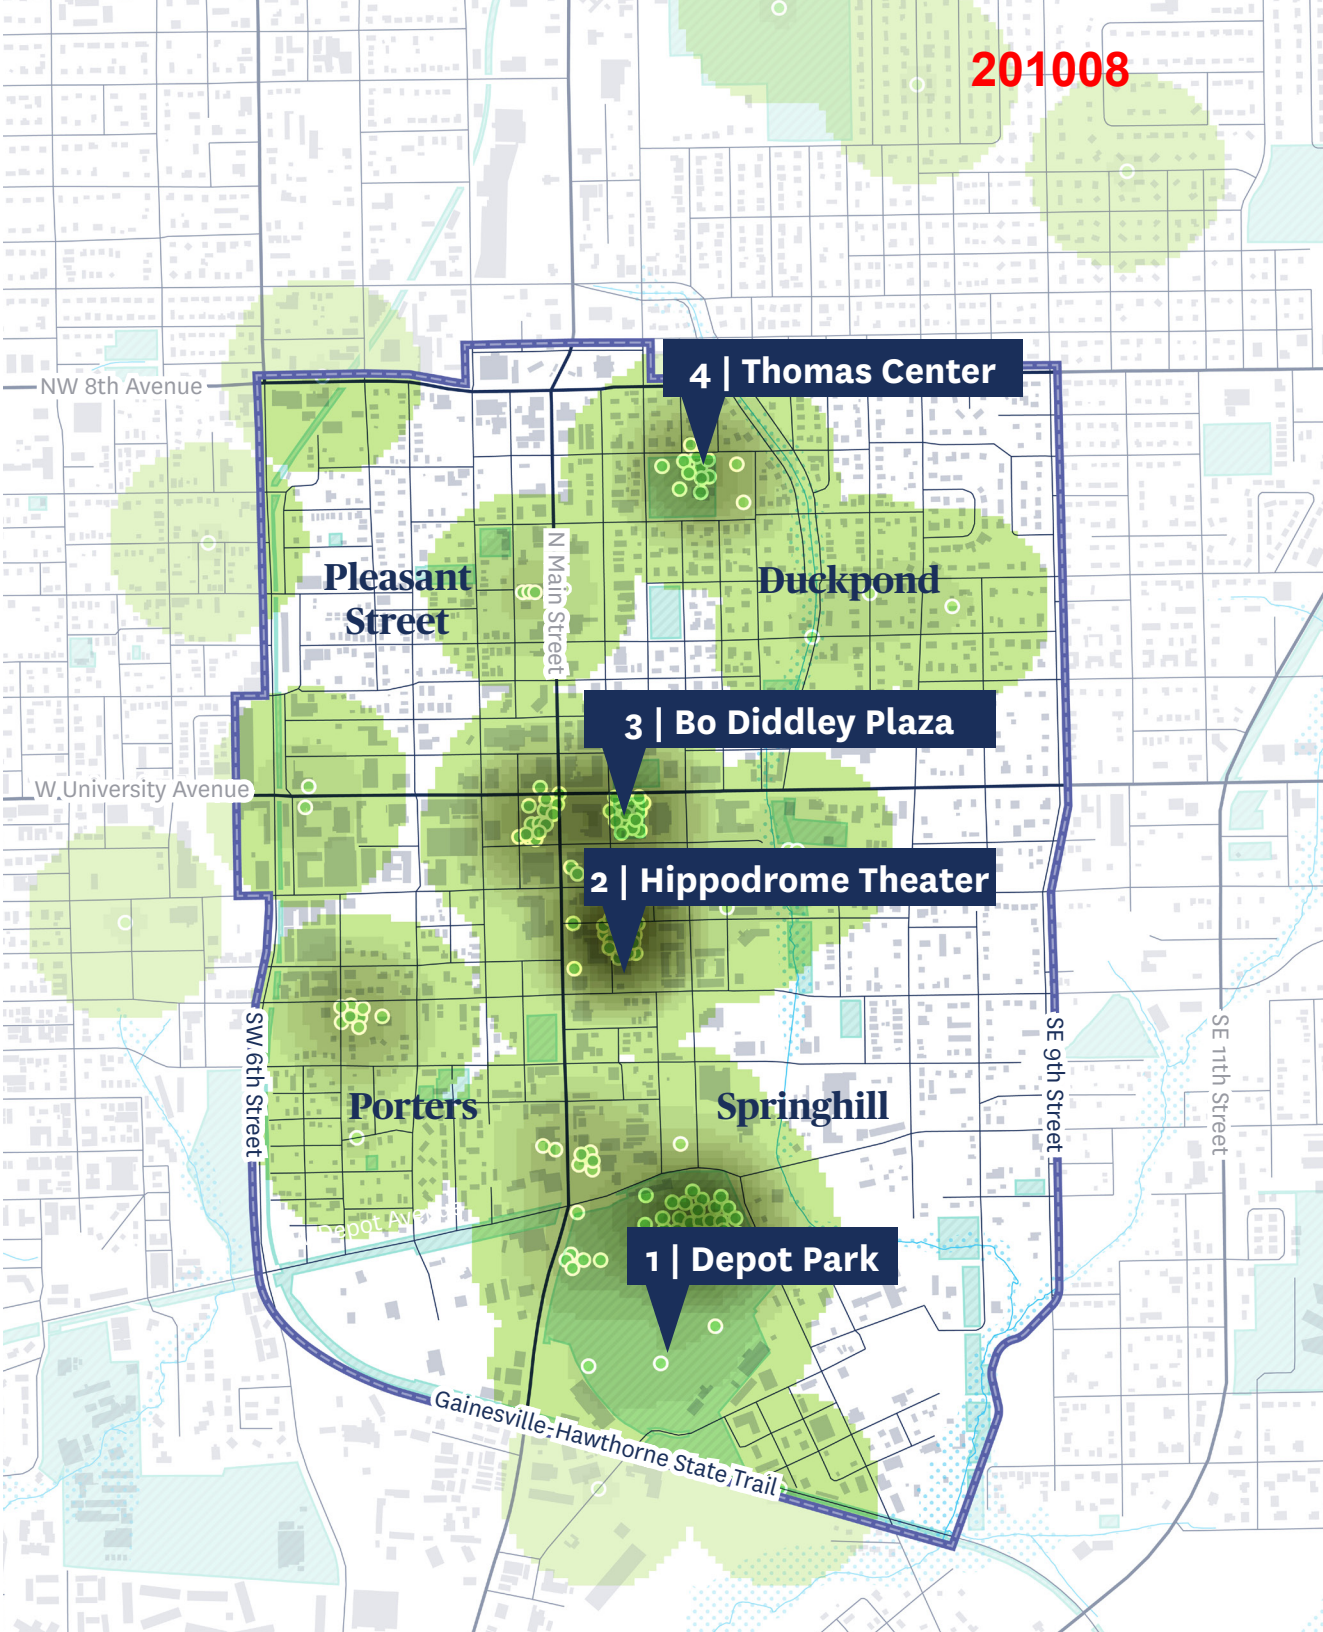 201008
4 | Thomas Center
NW 8th Avenue
N Main Street
Pleasant
Street
Duckpond
3 | Bo Diddley Plaza
W University Avenue
2 | Hippodrome Theater
SW 6th Street
SE 9th Street
SE 11th Street
Porters
Springhill
Depot Avenue
1 | Depot Park
Gainesville-Hawthorne State Trail